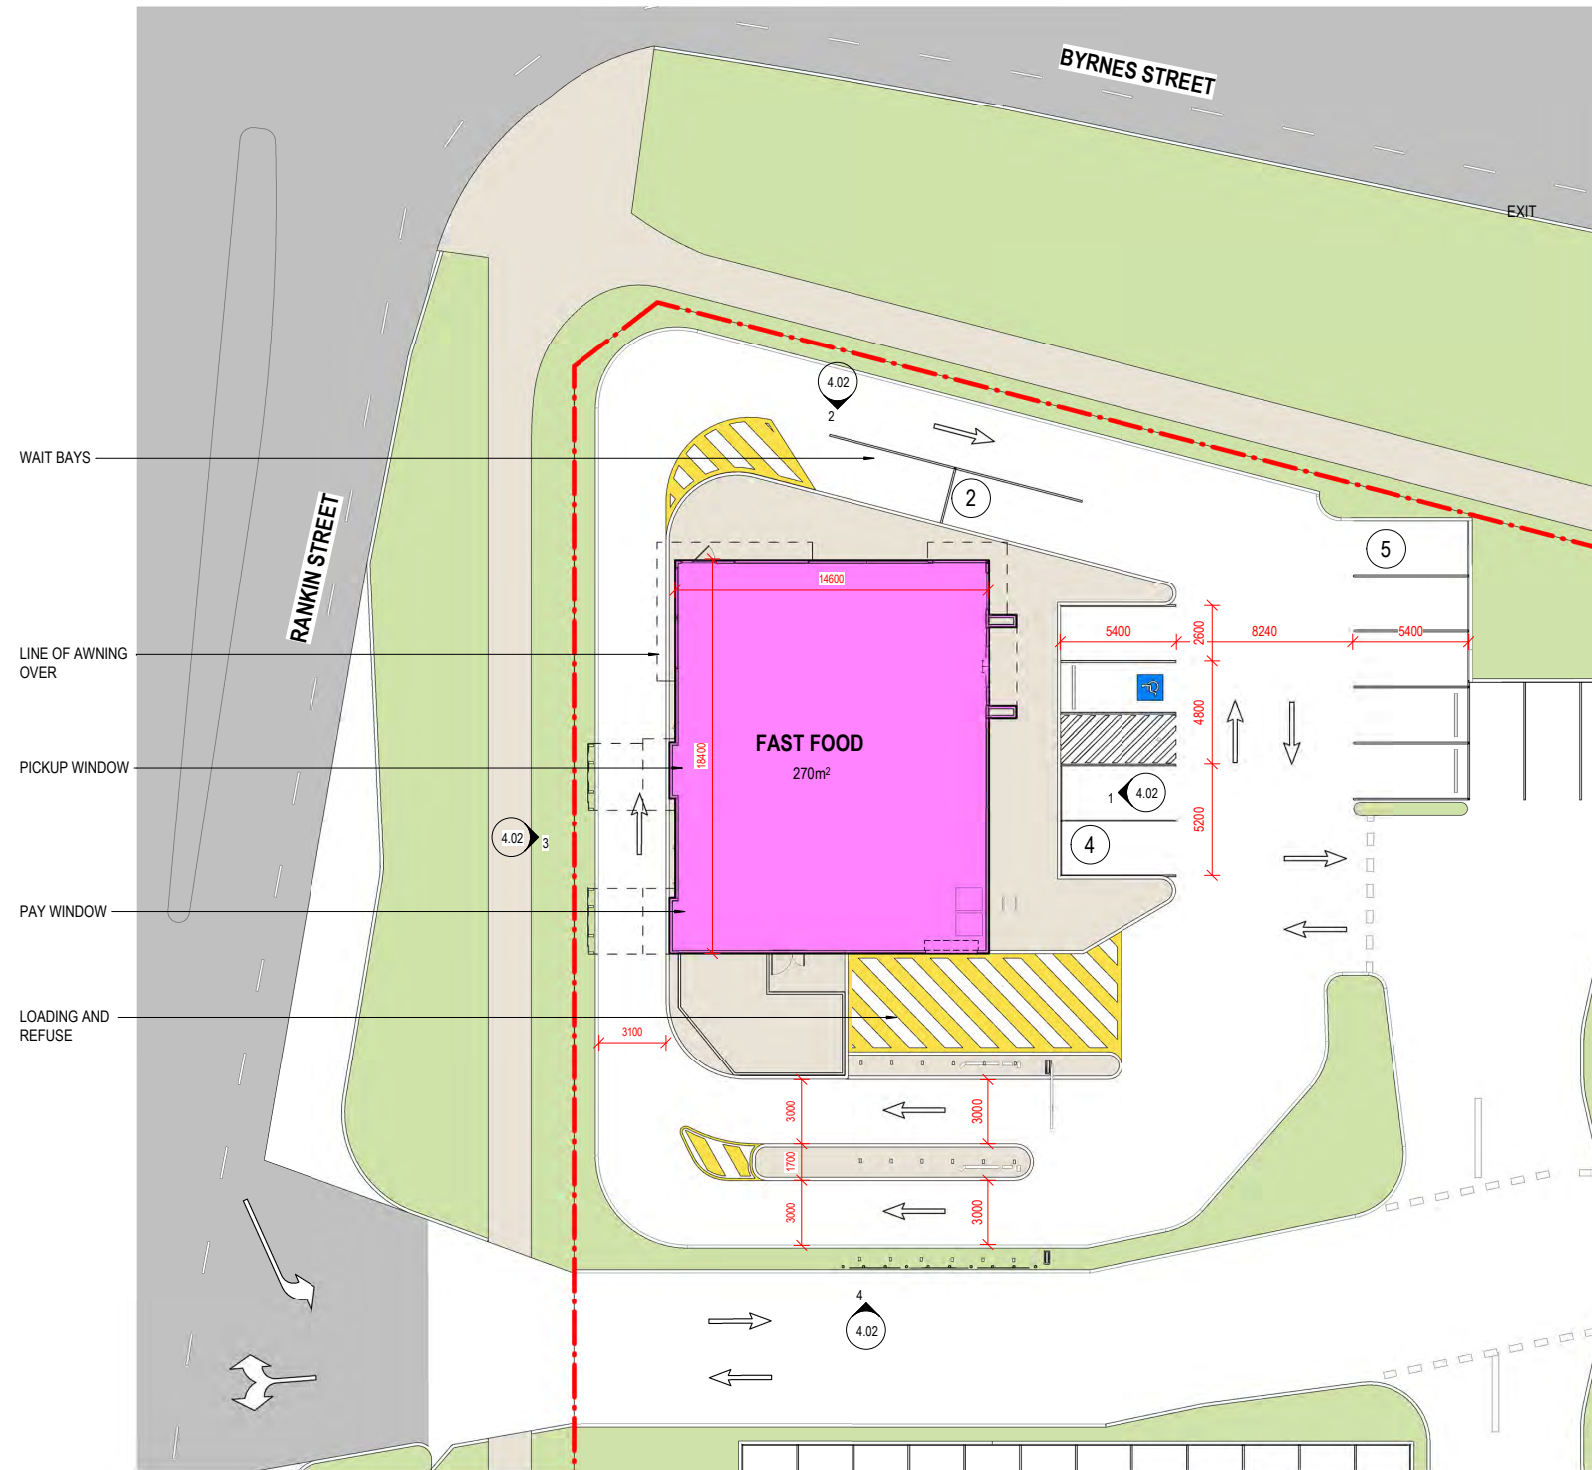 BYRNES STREET
EXIT
4.02
2
WAIT BAYS
2
RANKIN STREET
5
14600
LINE OF AWNING
OVER
5400
2600
8240
5400
4800
FAST FOOD
270m²
18400
PICKUP WINDOW
1
4.02
5200
4.02
3
4
PAY WINDOW
LOADING AND
REFUSE
3100
3000
3000
1700
3000
3000
4
4.02